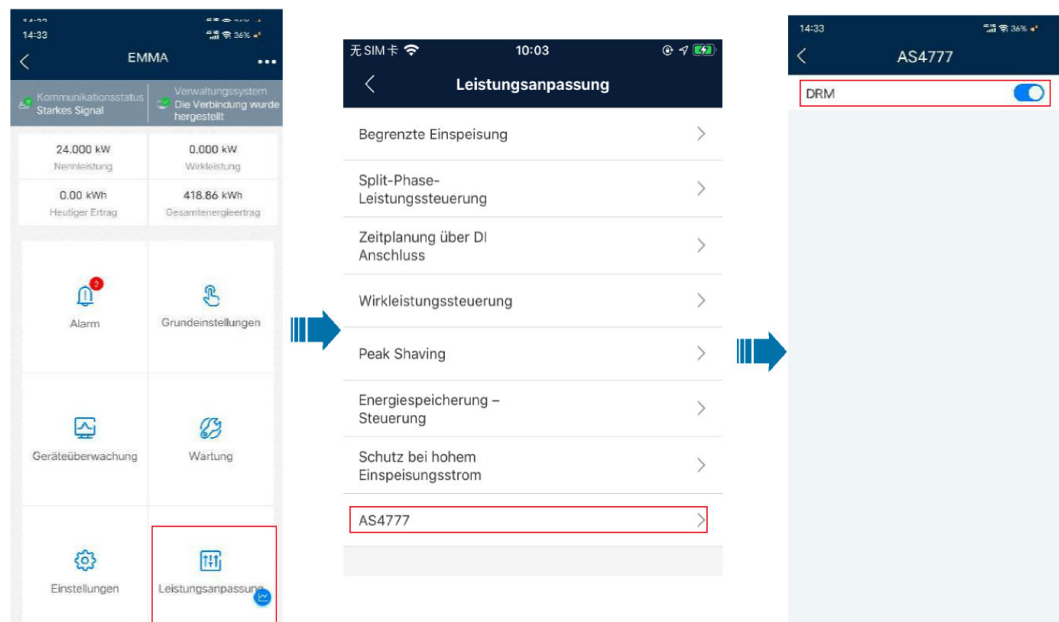 14:33
36%
EMMA
Kommunikationsstatus
Starkes Signal
Verwaltungssystem
Die Verbindung wurde
hergestellt
24.000 kW
Nennleistung
0.000 kW
Wirkleistung
0.00 kWh
Heutiger Ertrag
418.86 kWh
Gesamtenergieertrag
2
Alarm
Grundeinstellungen
Geräteüberwachung
Wartung
Einstellungen
Leistungsanpassung
无SIM卡
10:03
Leistungsanpassung
Begrenzte Einspeisung
Split-Phase-
Leistungssteuerung
Zeitplanung über DI
Anschluss
Wirkleistungssteuerung
Peak Shaving
Energiespeicherung –
Steuerung
Schutz bei hohem
Einspeisungsstrom
AS4777
14:33
36%
AS4777
DRM